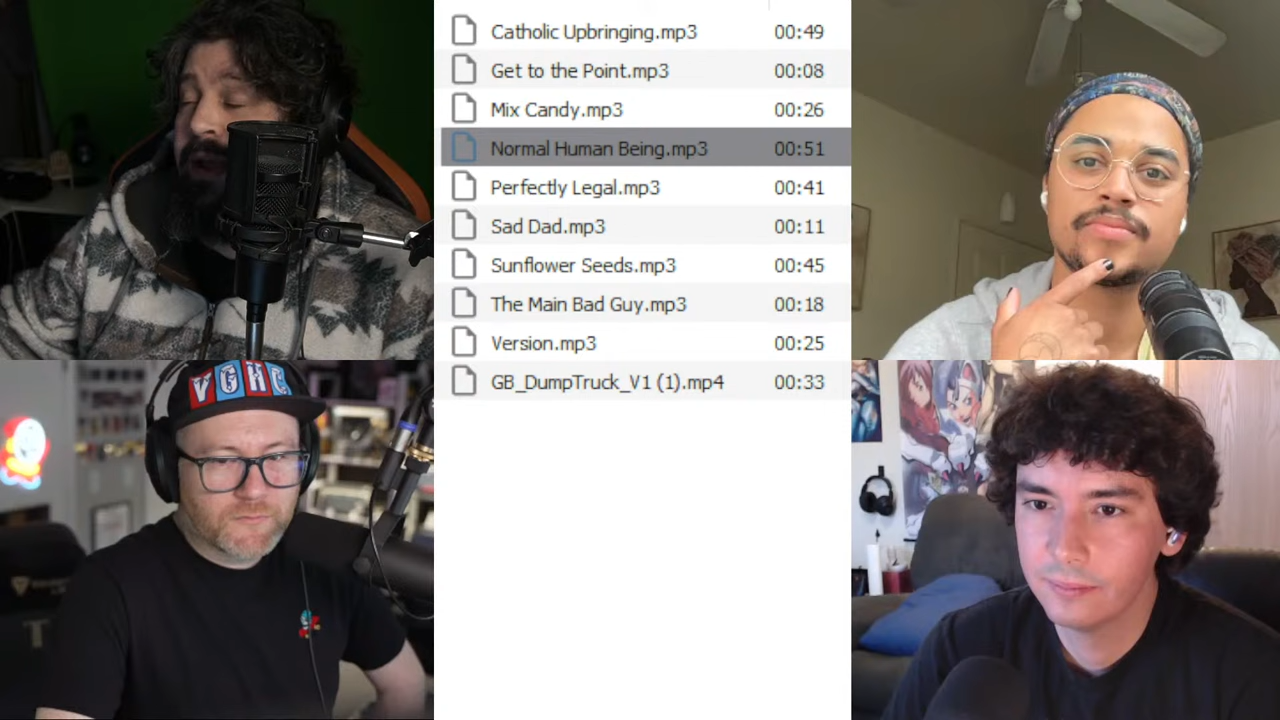 Catholic Upbringing.mp3 00:49
Get to the Point.mp3 00:08
Mix Candy.mp3 00:26
Normal Human Being.mp3 00:51
Perfectly Legal.mp3 00:41
Sad Dad.mp3 00:11
Sunflower Seeds.mp3 00:45
The Main Bad Guy.mp3 00:18
Version.mp3 00:25
GB_DumpTruck_V1 (1).mp4 00:33